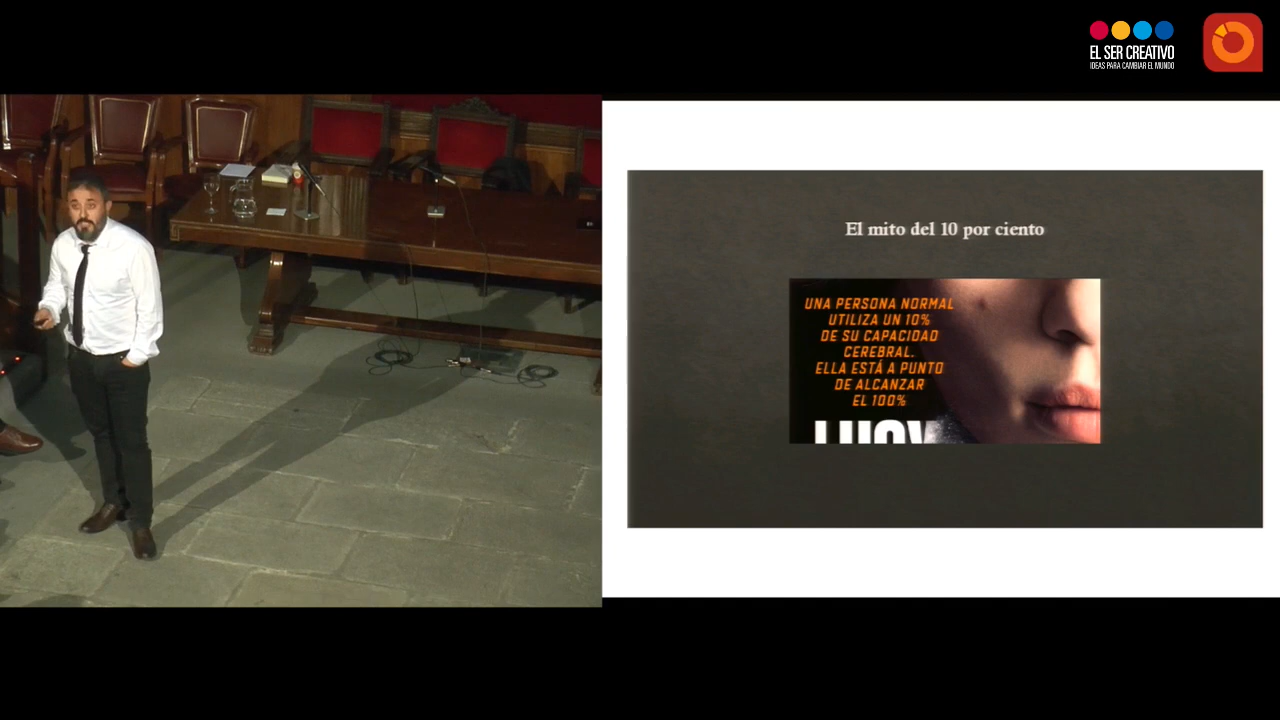 EL SER CREATIVO
IDEAS PARA CAMBIAR EL MUNDO
El mito del 10 por ciento
UNA PERSONA NORMAL
UTILIZA UN 10%
DE SU CAPACIDAD
CEREBRAL.
ELLA ESTÁ A PUNTO
DE ALCANZAR
EL 100%
LUCY